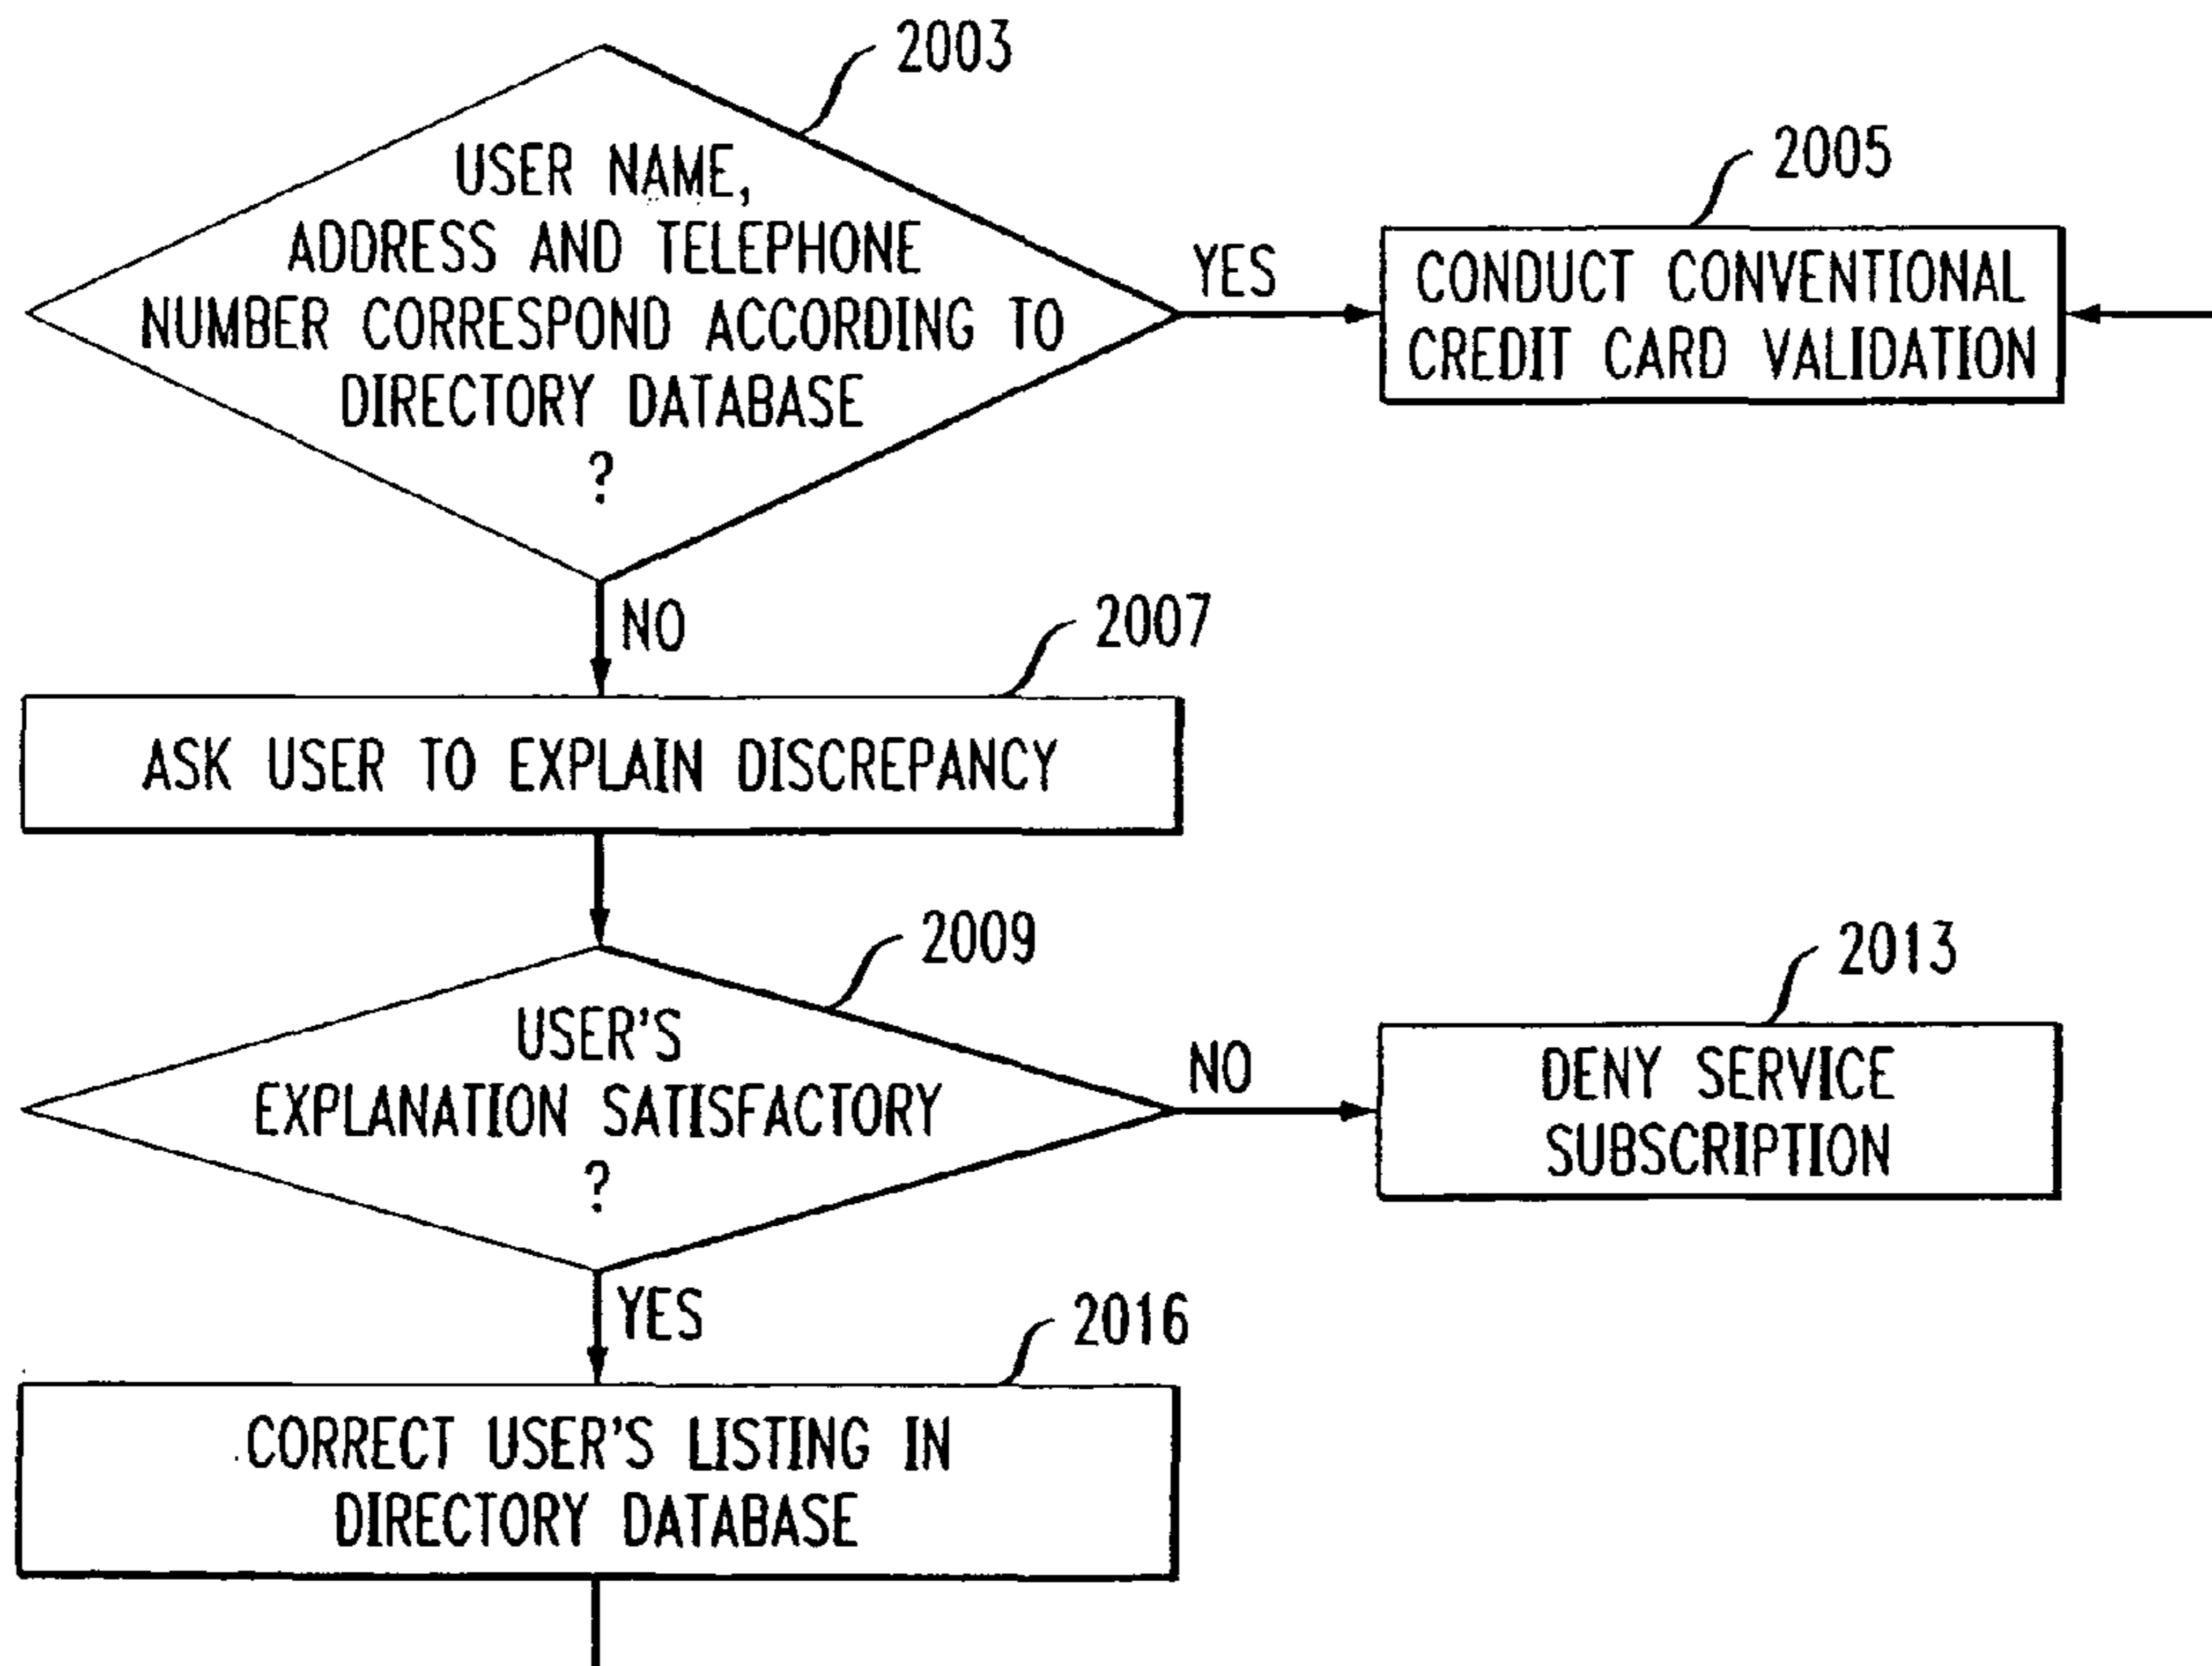 2003
USER NAME,
ADDRESS AND TELEPHONE
NUMBER CORRESPOND ACCORDING TO
DIRECTORY DATABASE
?
YES
2005
CONDUCT CONVENTIONAL
CREDIT CARD VALIDATION
NO
2007
ASK USER TO EXPLAIN DISCREPANCY
2009
USER'S
EXPLANATION SATISFACTORY
?
NO
2013
DENY SERVICE
SUBSCRIPTION
YES
2016
CORRECT USER'S LISTING IN
DIRECTORY DATABASE